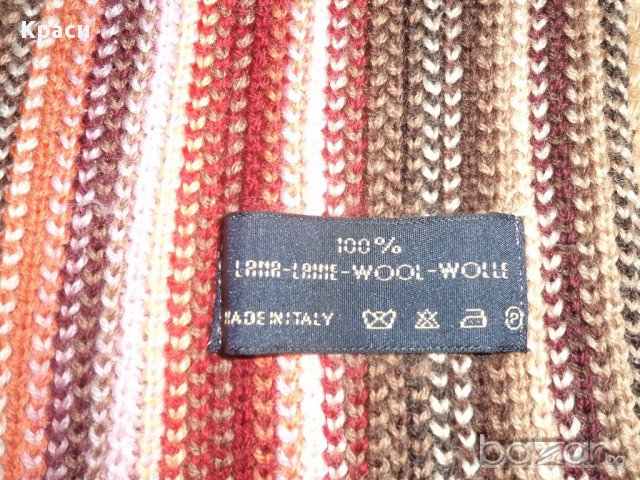 Краси
100%
LANA-LAINE-WOOL-WOLLE
MADE IN ITALY
P
bazar.bg